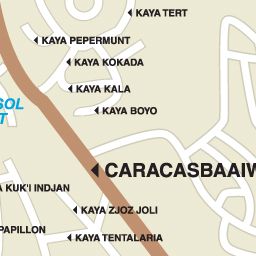 KAYA TERT
KAYA PEPERMUNT
KAYA KOKADA
KAYA KALA
SOL
T
KAYA BOYO
CARACASBAAIW
A KUK'I INDJAN
KAYA ZJOZ JOLI
PAPILLON
KAYA TENTALARIA